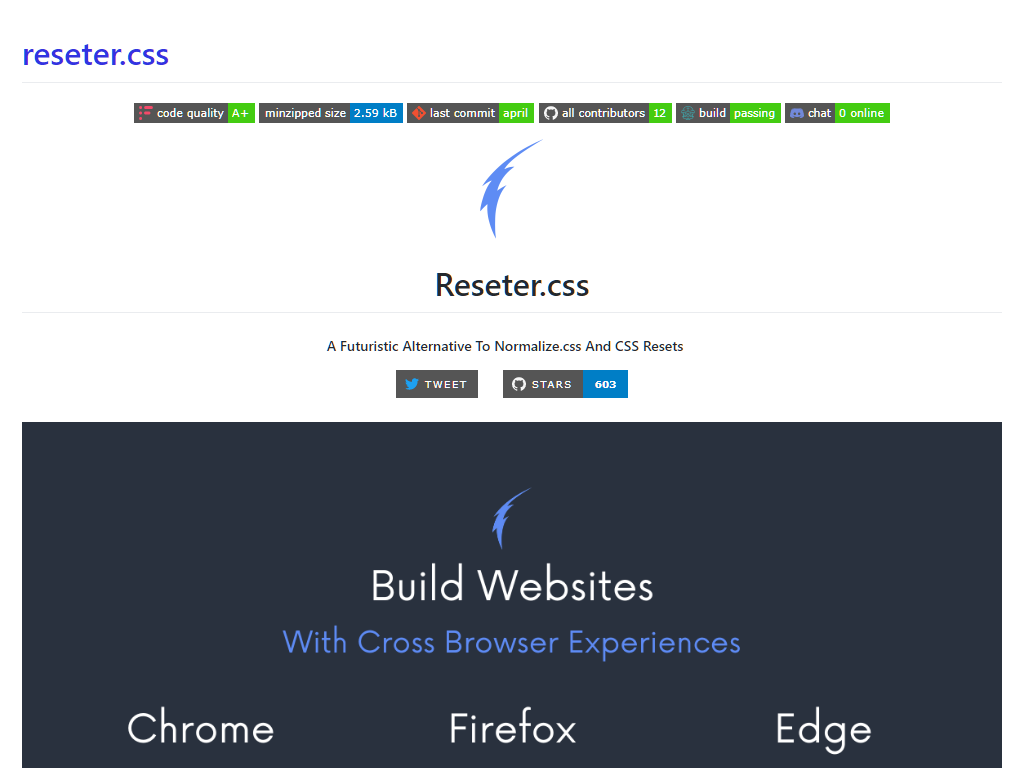 reseter.css
code quality A+ minzipped size 2.59 kB last commit april all contributors 12 build passing chat 0 online
Reseter.css
A Futuristic Alternative To Normalize.css And CSS Resets
TWEET STARS 603
Build Websites
With Cross Browser Experiences
Chrome Firefox Edge